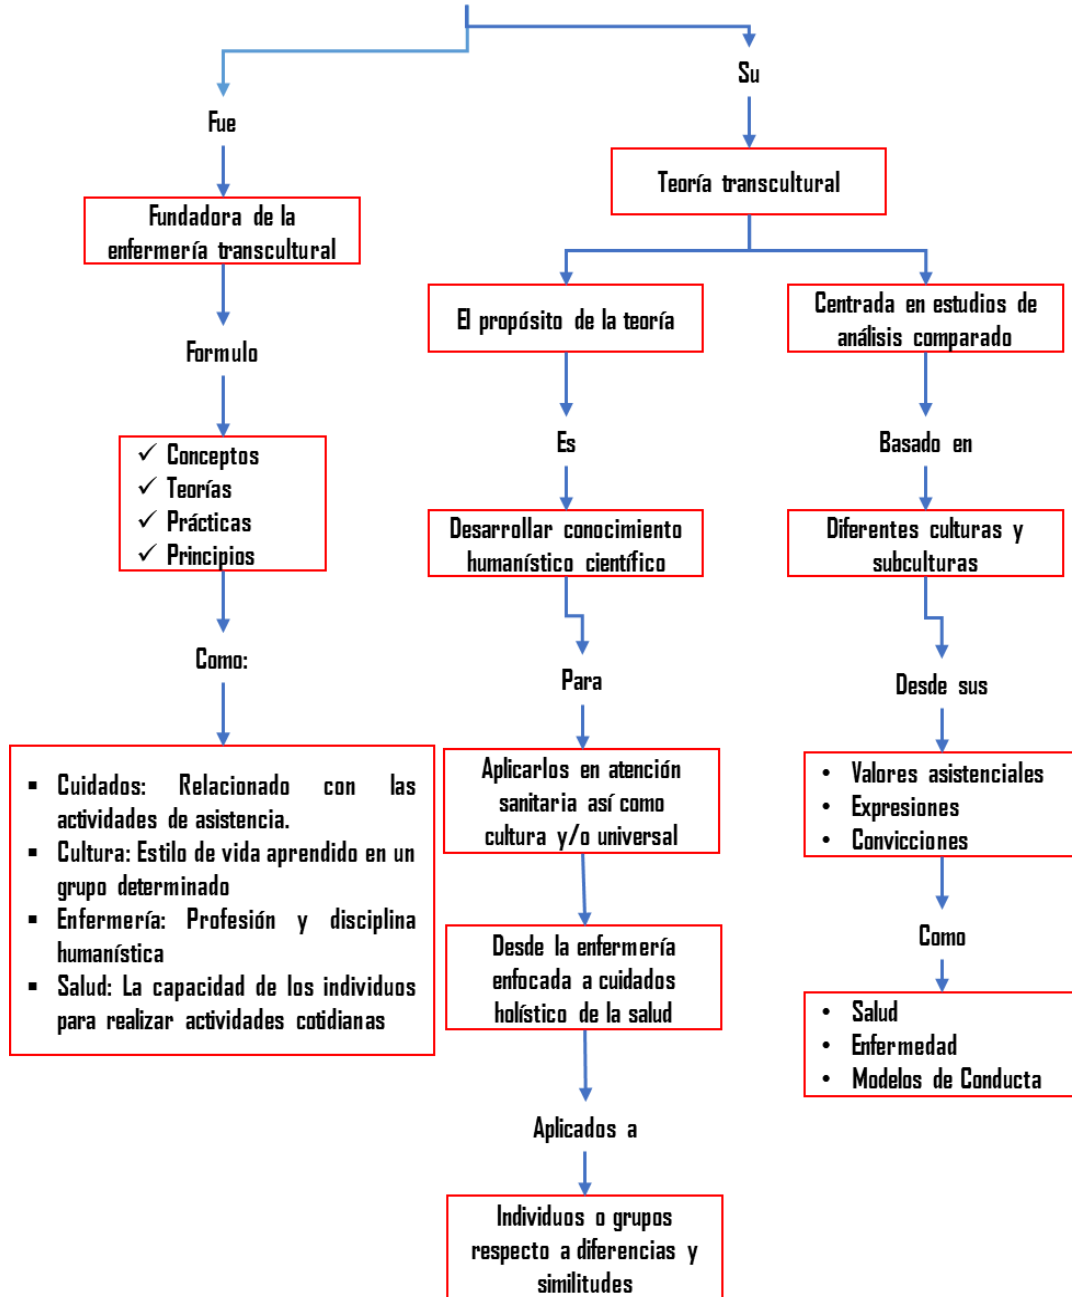 Fue
Fundadora de la
enfermería transcultural
Formulo
✓ Conceptos
✓ Teorías
✓ Prácticas
✓ Principios
Como:
▪ Cuidados: Relacionado con las
actividades de asistencia.
▪ Cultura: Estilo de vida aprendido en un
grupo determinado
▪ Enfermería: Profesión y disciplina
humanística
▪ Salud: La capacidad de los individuos
para realizar actividades cotidianas
Su
Teoría transcultural
El propósito de la teoría
Es
Desarrollar conocimiento
humanístico científico
Para
Aplicarlos en atención
sanitaria así como
cultura y/o universal
Desde la enfermería
enfocada a cuidados
holístico de la salud
Aplicados a
Individuos o grupos
respecto a diferencias y
similitudes
Centrada en estudios de
análisis comparado
Basado en
Diferentes culturas y
subculturas
Desde sus
• Valores asistenciales
• Expresiones
• Convicciones
Como
• Salud
• Enfermedad
• Modelos de Conducta